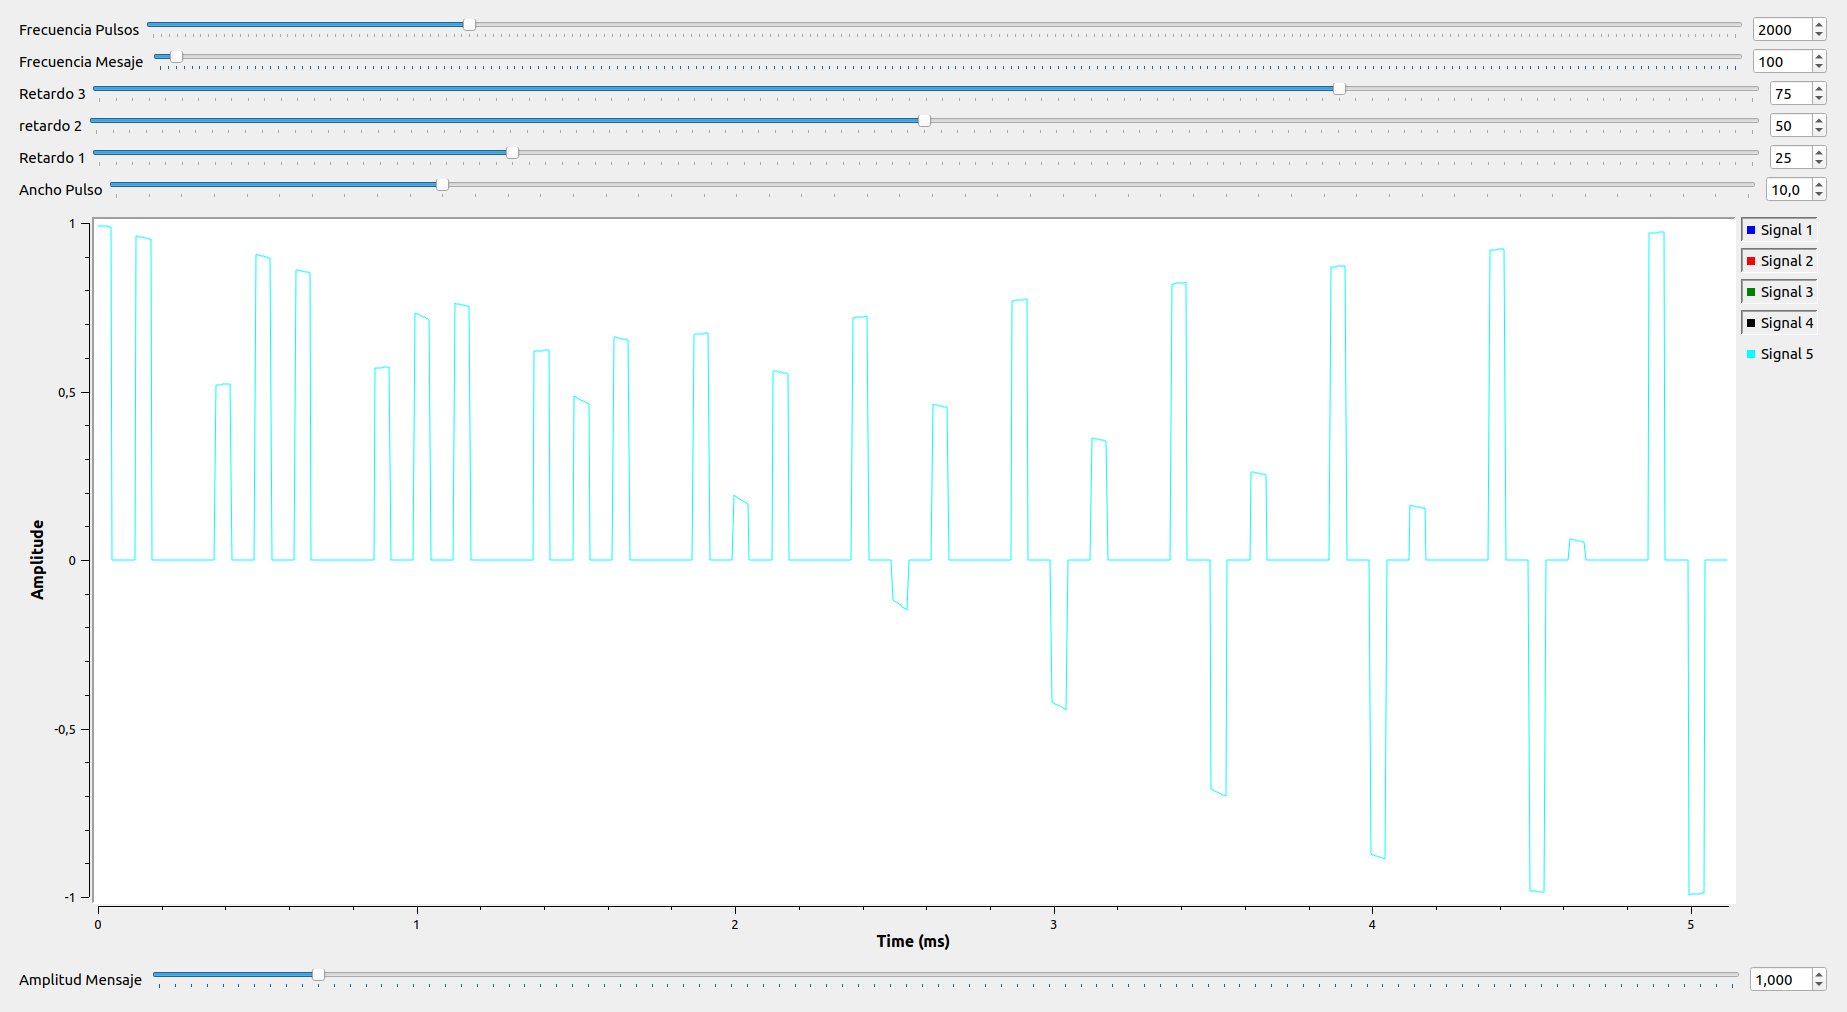 Frecuencia Pulsos 2000
Frecuencia Mesaje 100
Retardo 3 75
retardo 2 50
Retardo 1 25
Ancho Pulso 10,0
1
0,5
0
-0,5
-1
Amplitude
Signal 1
Signal 2
Signal 3
Signal 4
Signal 5
0 1 2 3 4 5
Time (ms)
Amplitud Mensaje 1,000